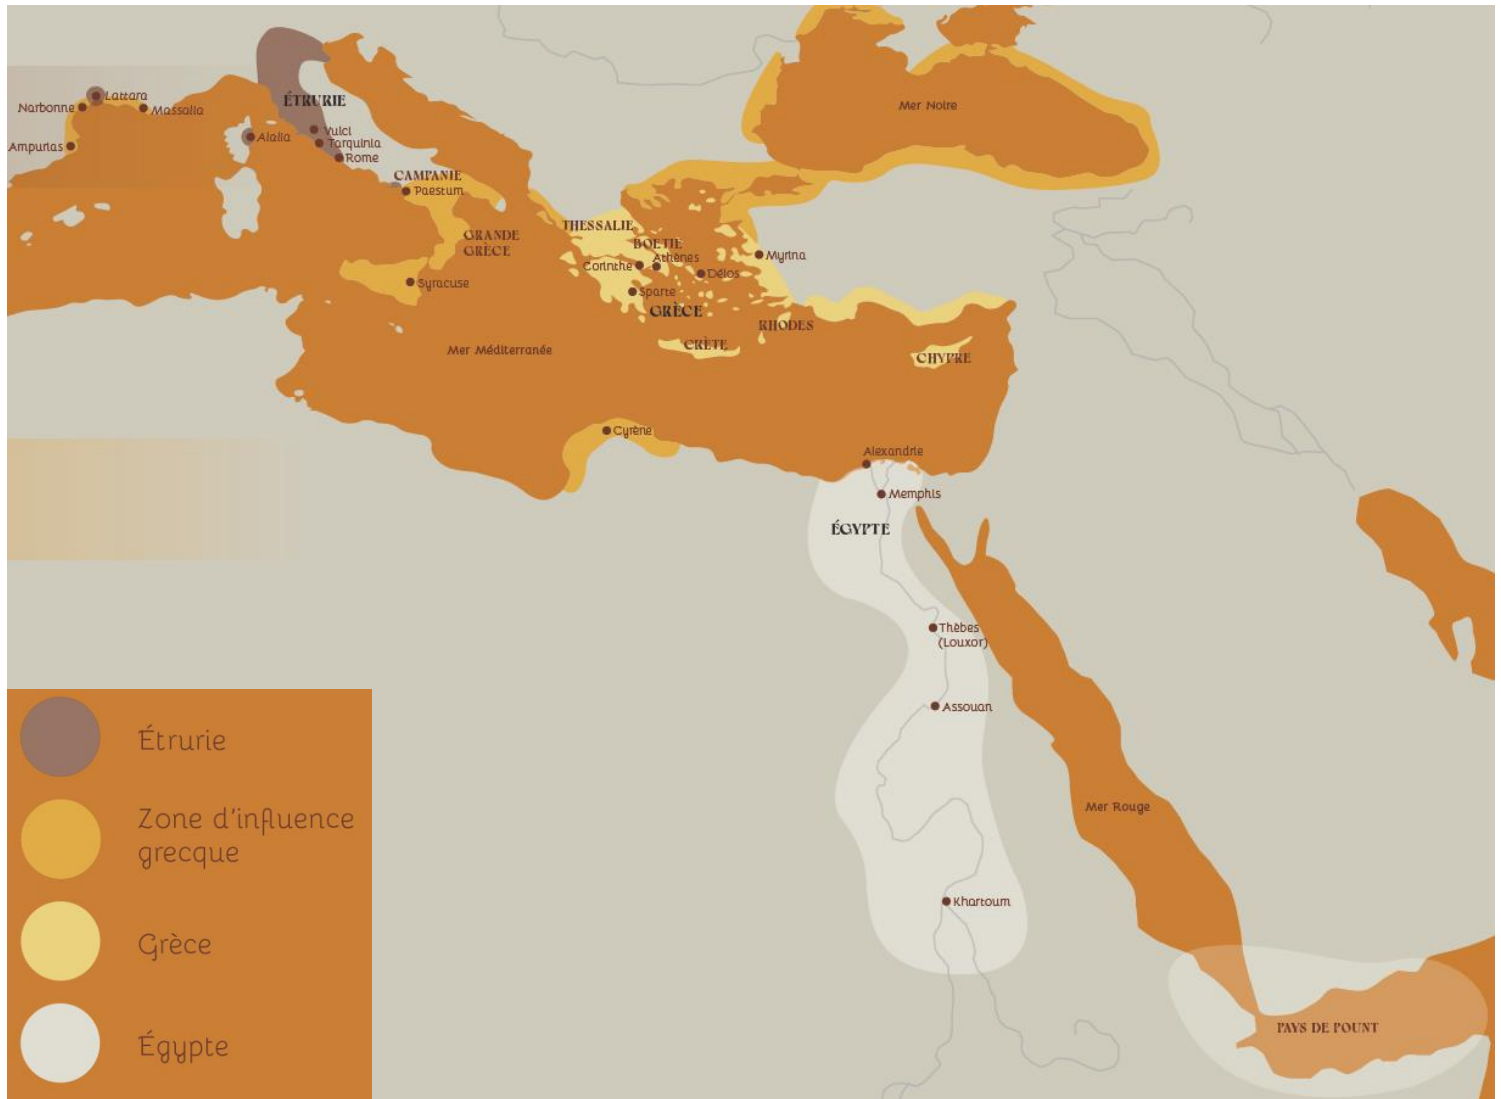 Mer Noire
Lattara
Narbonne
Massalia
ÉTRURIE
Vulci
Alalia
Tarquinia
Ampurias
Rome
CAMPANIE
Paestum
THESSALIE
GRANDE
GRÈCE
BOETIE
Athènes
Myrina
Corinthe
Délos
Syracuse
Sparte
GRÈCE
RHODES
CRÈTE
Mer Méditerranée
CHYPRE
Cyrène
Alexandrie
Memphis
ÉGYPTE
Thèbes
(Louxor)
Assouan
Mer Rouge
Khartoum
PAYS DE POUNT
Étrurie
Zone d'influence
grecque
Grèce
Égypte